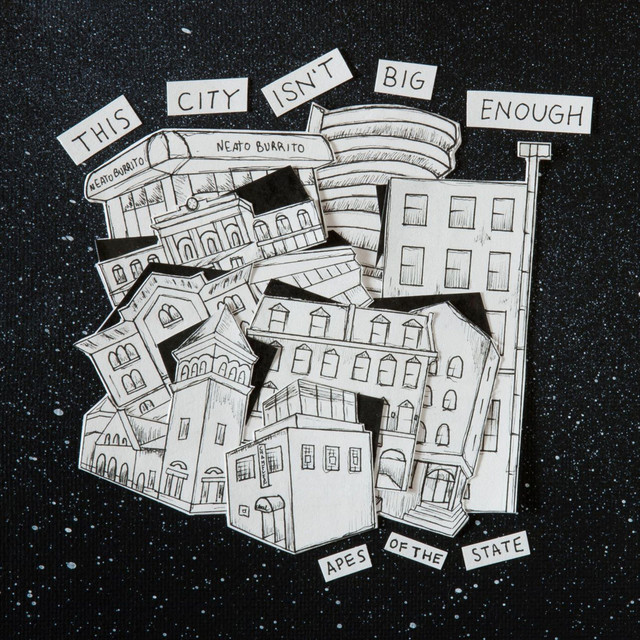 THIS CITY ISN'T BIG ENOUGH
NEATO BURRITO
NEATO BURRITO
APES OF THE STATE